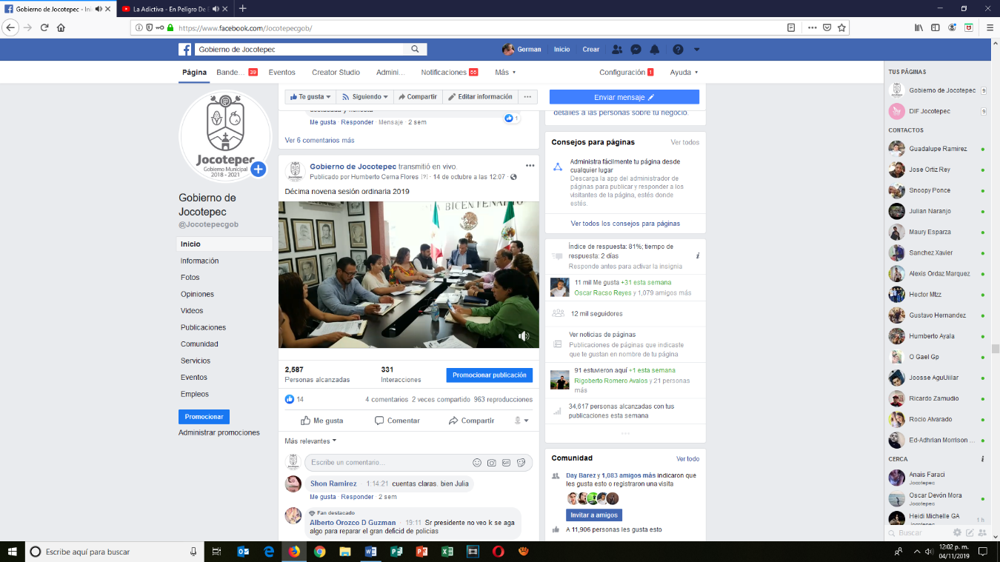 Gobierno de Jocotepec - Ini
La Adictiva - En Peligro De E
https://www.facebook.com/Jocotepecgob/
Gobierno de Jocotepec
German
Inicio
Crear
Página
Bande... 39
Eventos
Creator Studio
Admini...
Notificaciones 55
Más
Configuración 1
Ayuda
Jocotepec
Gobierno Municipal
2018 - 2021
Gobierno de
Jocotepec
@Jocotepecgob
Inicio
Información
Fotos
Opiniones
Videos
Publicaciones
Comunidad
Servicios
Eventos
Empleos
Promocionar
Administrar promociones
Te gusta
Siguiendo
Compartir
Editar información
...
Me gusta · Responder · Mensaje · 2 sem
1
Ver 6 comentarios más
Gobierno de Jocotepec transmitió en vivo.
Publicado por Humberto Cerna Flores [?] · 14 de octubre a las 12:07 ·
Décima novena sesión ordinaria 2019
BICENTENARIO
2,587
Personas alcanzadas
331
Interacciones
Promocionar publicación
14
4 comentarios 2 veces compartido 963 reproducciones
Me gusta
Comentar
Compartir
Más relevantes
Escribe un comentario...
GIF
Shon Ramirez · 1:14:21 cuentas claras. bien Julia
Me gusta · Responder · 2 sem
Fan destacado
Alberto Orozco D Guzman · 19:11 Sr presidente no veo k se aga
algo para reparar el gran deficid de policias
Enviar mensaje
detalles a las personas sobre tu negocio.
Consejos para páginas
Ver todos
Administra fácilmente tu página desde
cualquier lugar
Descarga la app del administrador de
páginas para publicar y responder a los
visitantes de la página, estés donde
estés.
Ver todos los consejos para páginas
Índice de respuesta: 81%; tiempo de
respuesta: 2 días
Responde antes para activar la insignia
11 mil Me gusta +31 esta semana
Oscar Racso Reyes y 1,079 amigos más
12 mil seguidores
Ver noticias de páginas
Publicaciones de páginas que indicaste
que te gustan en nombre de tu página
91 estuvieron aquí +1 esta semana
Rigoberto Romero Avalos y 21 personas
más
34,617 personas alcanzadas con tus
publicaciones esta semana
...
Comunidad
Ver todo
Day Barez y 1,083 amigos más indicaron que
les gusta esto o registraron una visita
Invitar a amigos
A 11,906 personas les gusta esto
TUS PÁGINAS
Gobierno de Jocotepec 9
DIF Jocotepec 9
CONTACTOS
Guadalupe Ramirez
Jose Ortiz Rey
Snoopy Ponce
Julian Naranjo
Maury Esparza
Sanchez Xavier
Alexis Ordaz Marquez
Hector Mtzz
Gustavo Hernandez
Humberto Ayala
O Gael Gp
Joosse AguUiilar
Ricardo Zamudio
Rocio Alvarado
Ed-Adhrian Morrison ...
CERCA
Anais Faraci
Jocotepec
Oscar Devón Mora
Jocotepec
Heidi Michelle GA
Jocotepec
1 h
Buscar
Escribe aquí para buscar
12:02 p. m.
04/11/2019